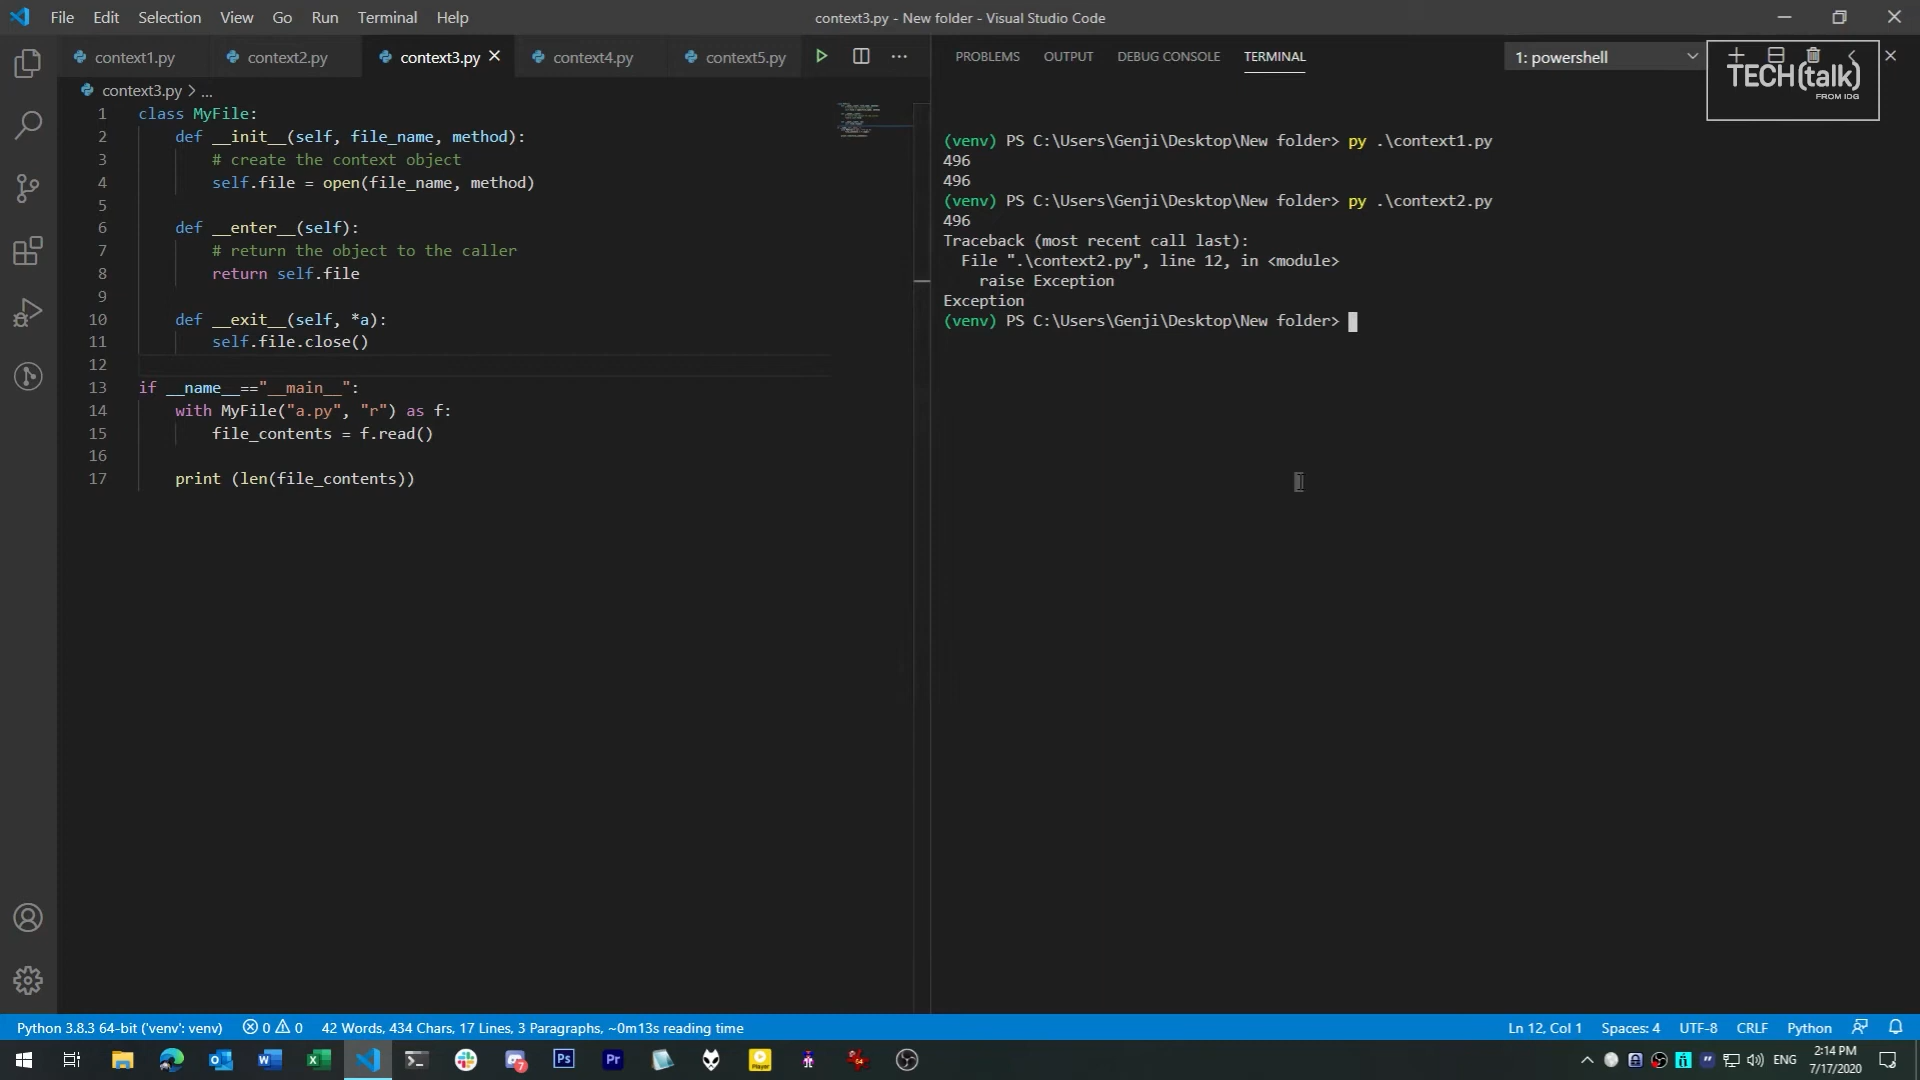 File Edit Selection View Go Run Terminal Help
context3.py - New folder - Visual Studio Code
context1.py context2.py context3.py context4.py context5.py
context3.py > ...
1 class MyFile:
2 def __init__(self, file_name, method):
3 # create the context object
4 self.file = open(file_name, method)
5
6 def __enter__(self):
7 # return the object to the caller
8 return self.file
9
10 def __exit__(self, *a):
11 self.file.close()
12
13 if __name__=="__main__":
14 with MyFile("a.py", "r") as f:
15 file_contents = f.read()
16
17 print (len(file_contents))
PROBLEMS OUTPUT DEBUG CONSOLE TERMINAL
1: powershell
TECH(talk)
FROM IDG
(venv) PS C:\Users\Genji\Desktop\New folder> py .\context1.py
496
496
(venv) PS C:\Users\Genji\Desktop\New folder> py .\context2.py
496
Traceback (most recent call last):
File ".\context2.py", line 12, in <module>
raise Exception
Exception
(venv) PS C:\Users\Genji\Desktop\New folder>
Python 3.8.3 64-bit ('venv': venv) 0 0 42 Words, 434 Chars, 17 Lines, 3 Paragraphs, ~0m13s reading time
Ln 12, Col 1 Spaces: 4 UTF-8 CRLF Python
Ps Pr 7 Player 64
ENG
2:14 PM
7/17/2020